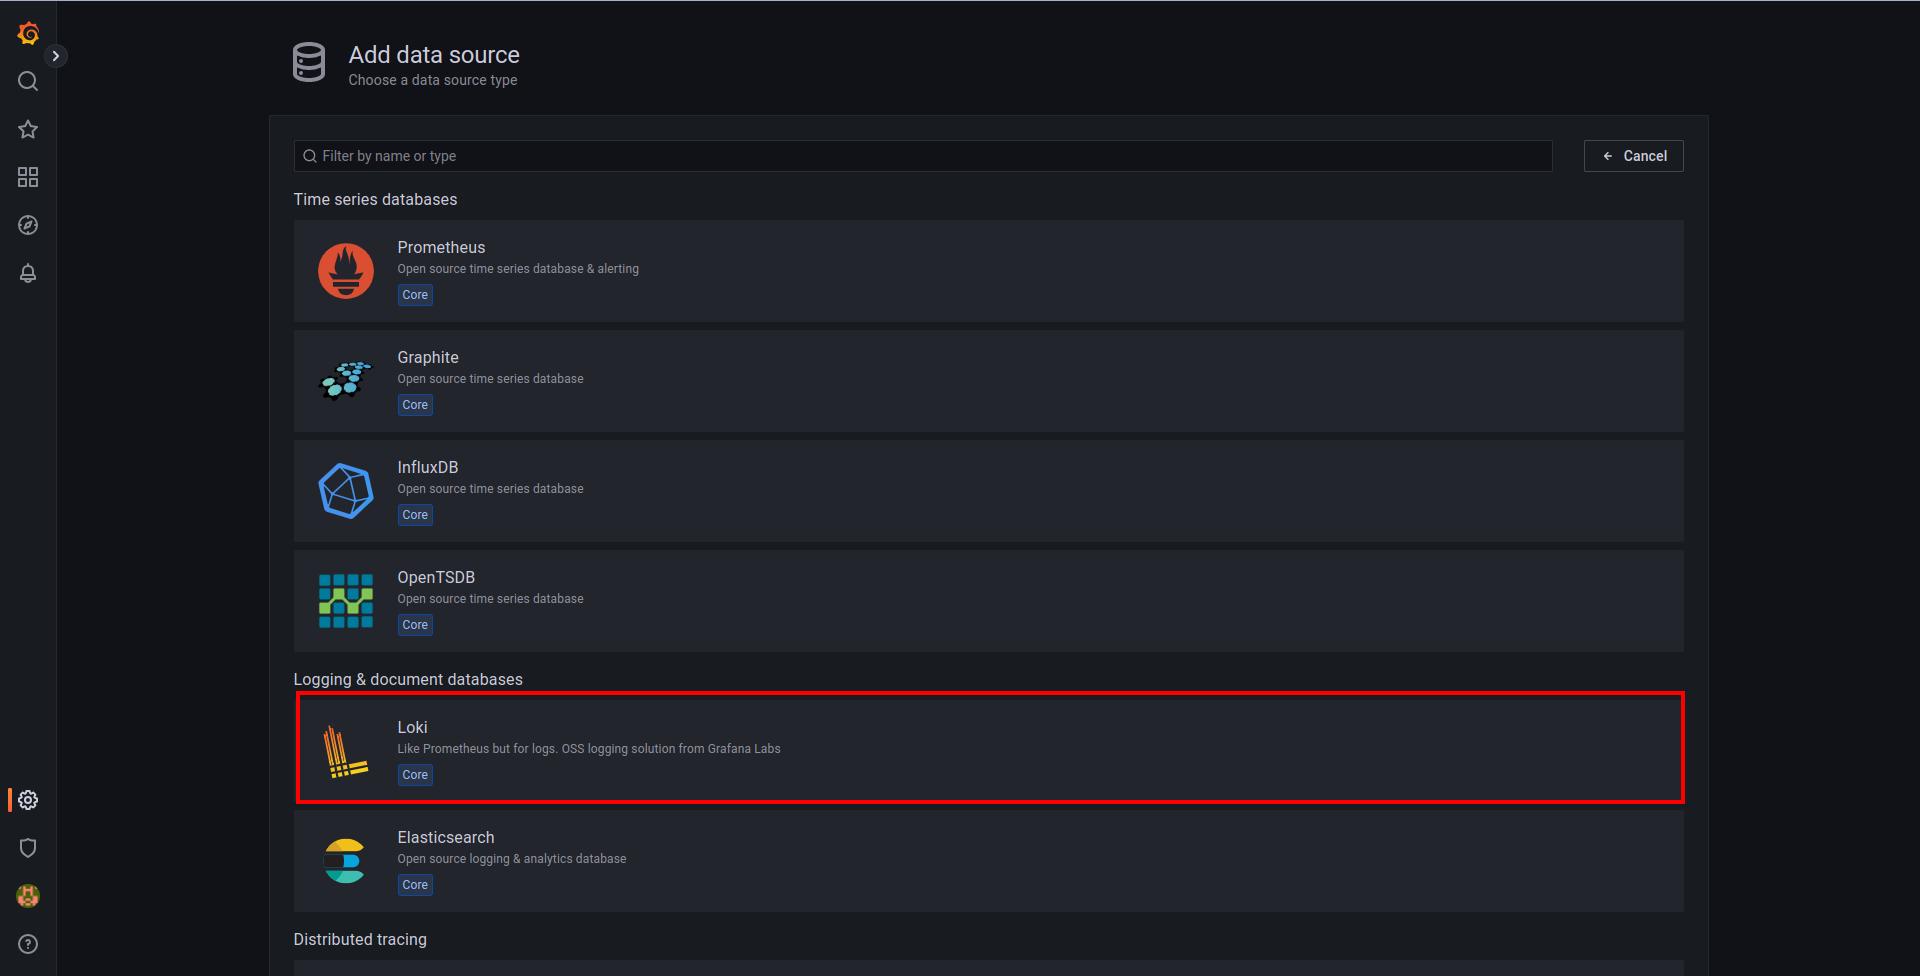 Add data source
Choose a data source type
Filter by name or type
Cancel
Time series databases
Prometheus
Open source time series database & alerting
Core
Graphite
Open source time series database
Core
InfluxDB
Open source time series database
Core
OpenTSDB
Open source time series database
Core
Logging & document databases
Loki
Like Prometheus but for logs. OSS logging solution from Grafana Labs
Core
Elasticsearch
Open source logging & analytics database
Core
Distributed tracing